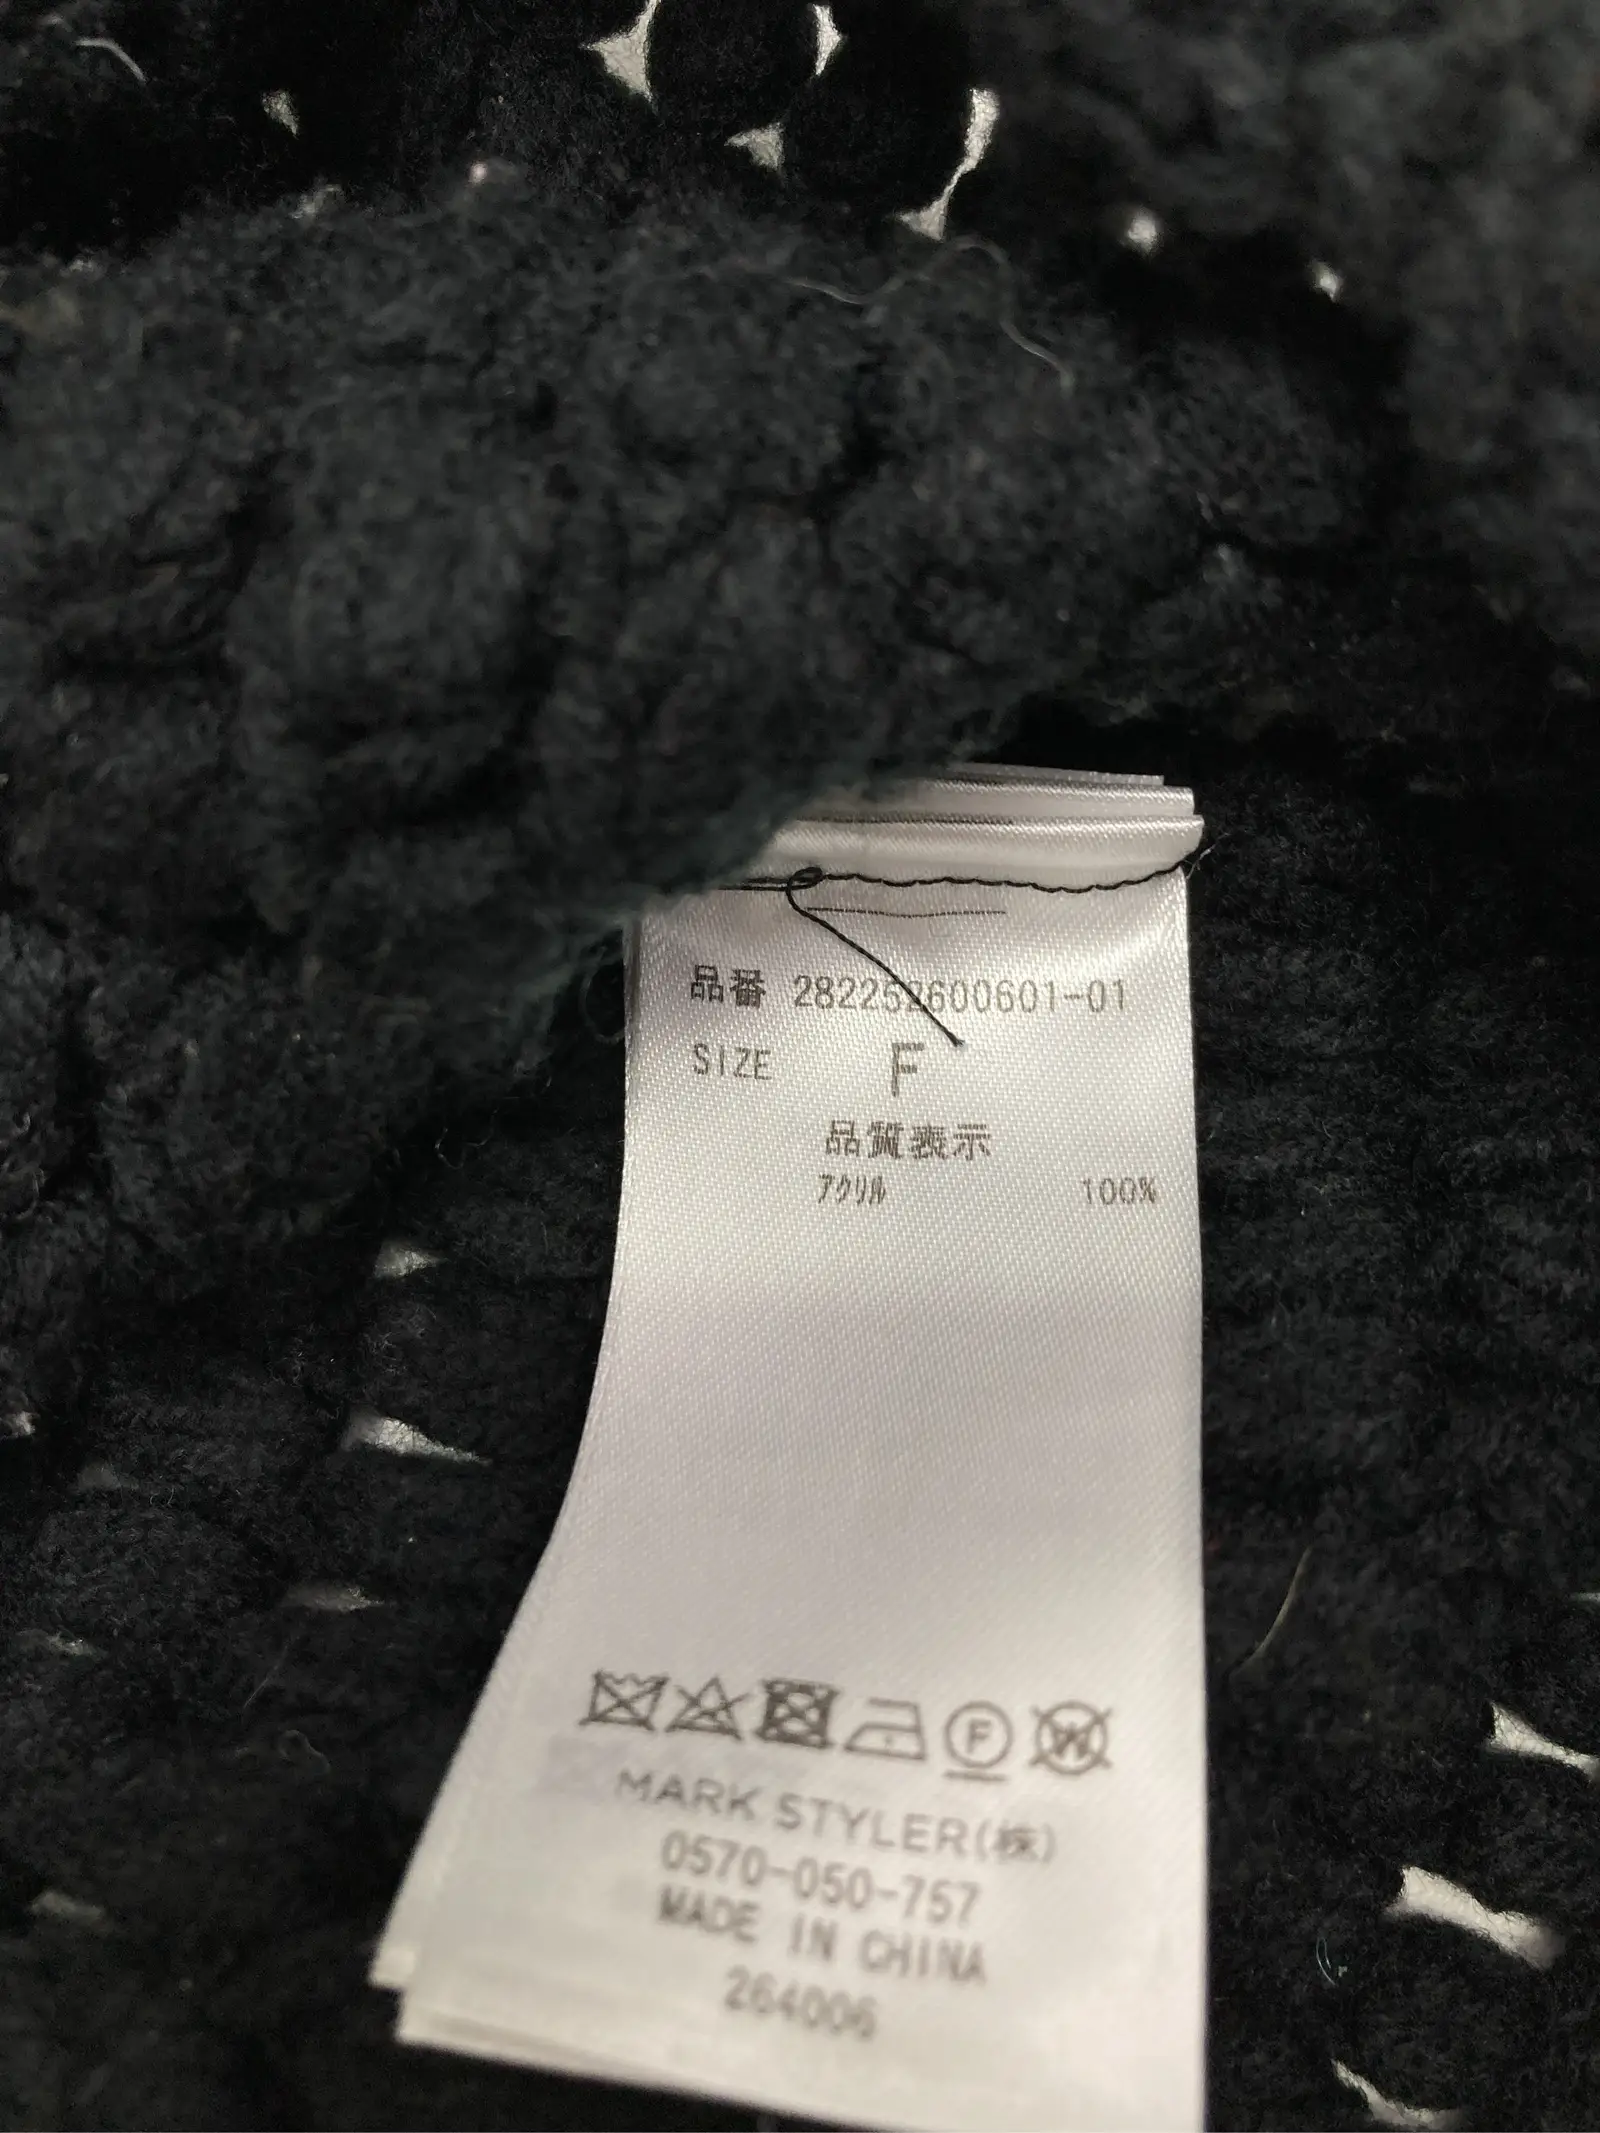 品番 282252600601-01
SIZE F
品質表示
アクリル 100%
F W
MARK STYLER(株)
0570-050-757
MADE IN CHINA
264006